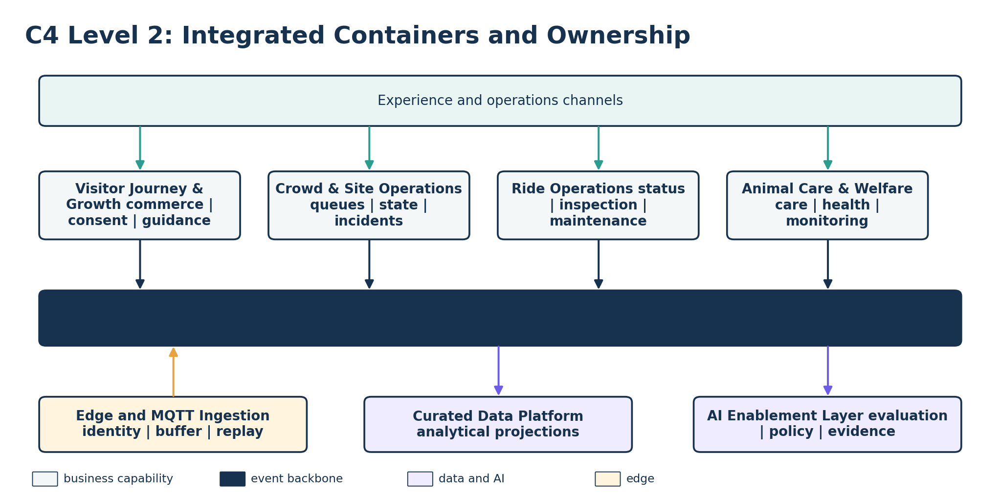 C4 Level 2: Integrated Containers and Ownership
Experience and operations channels
Visitor Journey &
Growth commerce |
consent | guidance
Crowd & Site Operations
queues | state |
incidents
Ride Operations status
| inspection |
maintenance
Animal Care & Welfare
care | health |
monitoring
Edge and MQTT Ingestion
identity | buffer | replay
Curated Data Platform
analytical projections
AI Enablement Layer evaluation
| policy | evidence
business capability
event backbone
data and AI
edge